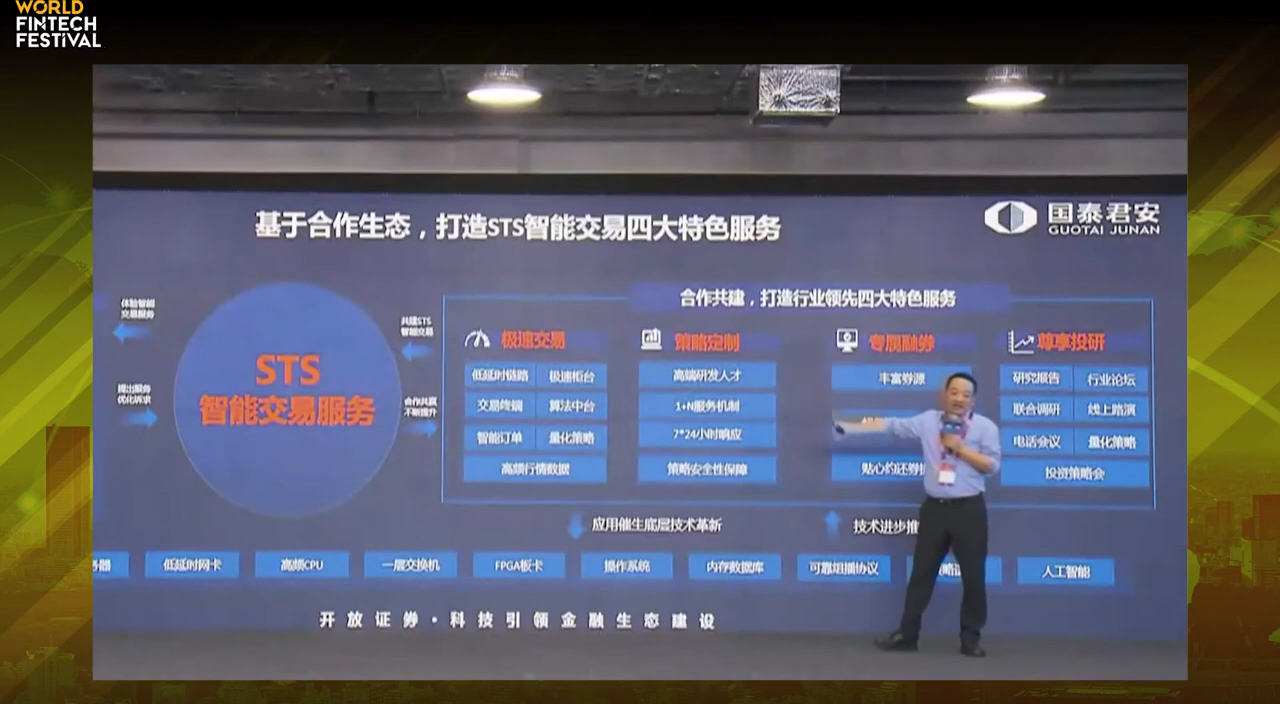 WORLD
FINTECH
FESTIVAL
基于合作生态，打造STS智能交易四大特色服务
国泰君安
GUOTAI JUNAN
体验智能
交易服务
提出服务
优化诉求
STS
智能交易服务
共建STS
智能交易
合作共赢
不断提升
合作共建，打造行业领先四大特色服务
极速交易
低延时链路 极速柜台
交易终端 算法中台
智能订单 量化策略
高频行情数据
策略定制
高端研发人才
1+N服务机制
7*24小时响应
策略安全性保障
专属融券
丰富券源
贴心约还券
尊享投研
研究报告 行业论坛
联合调研 线上路演
电话会议 量化策略
投资策略会
应用催生底层技术革新
技术进步推
务器 低延时网卡 高频CPU 一层交换机 FPGA板卡 操作系统 内存数据库 可靠组播协议 人工智能
开放证券·科技引领金融生态建设